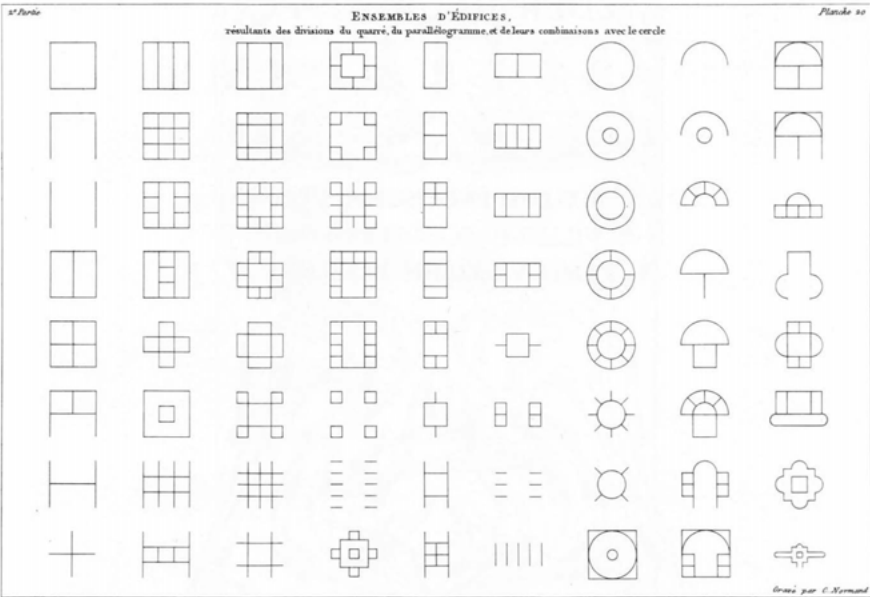 2e Partie
ENSEMBLES D'ÉDIFICES,
Planche 20
résultants des divisions du quarré, du parallélogramme, et de leurs combinaisons avec le cercle
Gravé par C. Normand